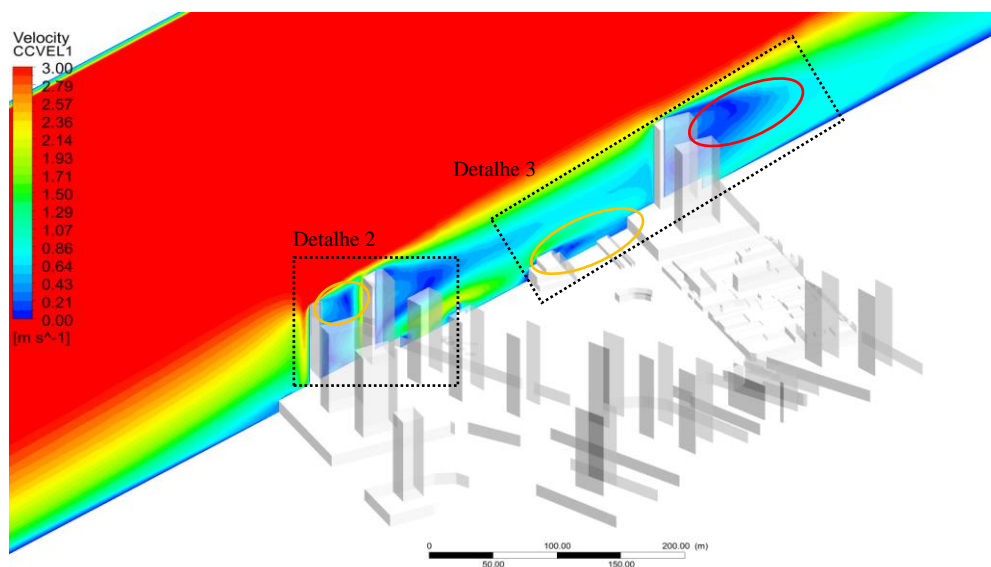 Velocity
CCVEL1
3.00
2.79
2.57
2.36
2.14
1.93
1.71
1.50
1.29
1.07
0.86
0.64
0.43
0.21
0.00
[m s^-1]
Detalhe 3
Detalhe 2
0 100.00 200.00 (m)
50.00 150.00